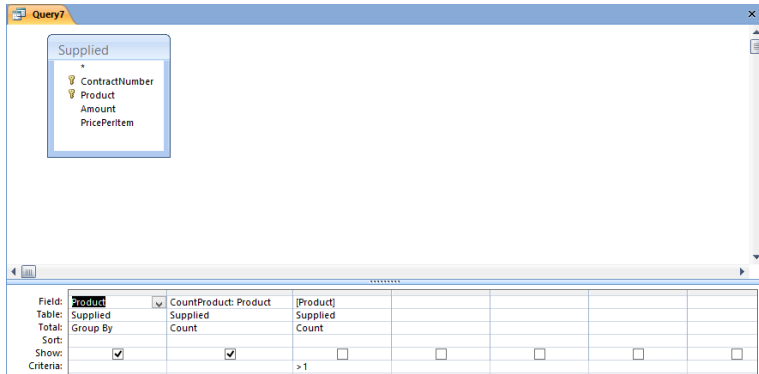 Query7
Supplied
*
ContractNumber
Product
Amount
PricePerItem
Field: Product CountProduct: Product [Product]
Table: Supplied Supplied Supplied
Total: Group By Count Count
Sort:
Show:
Criteria: >1